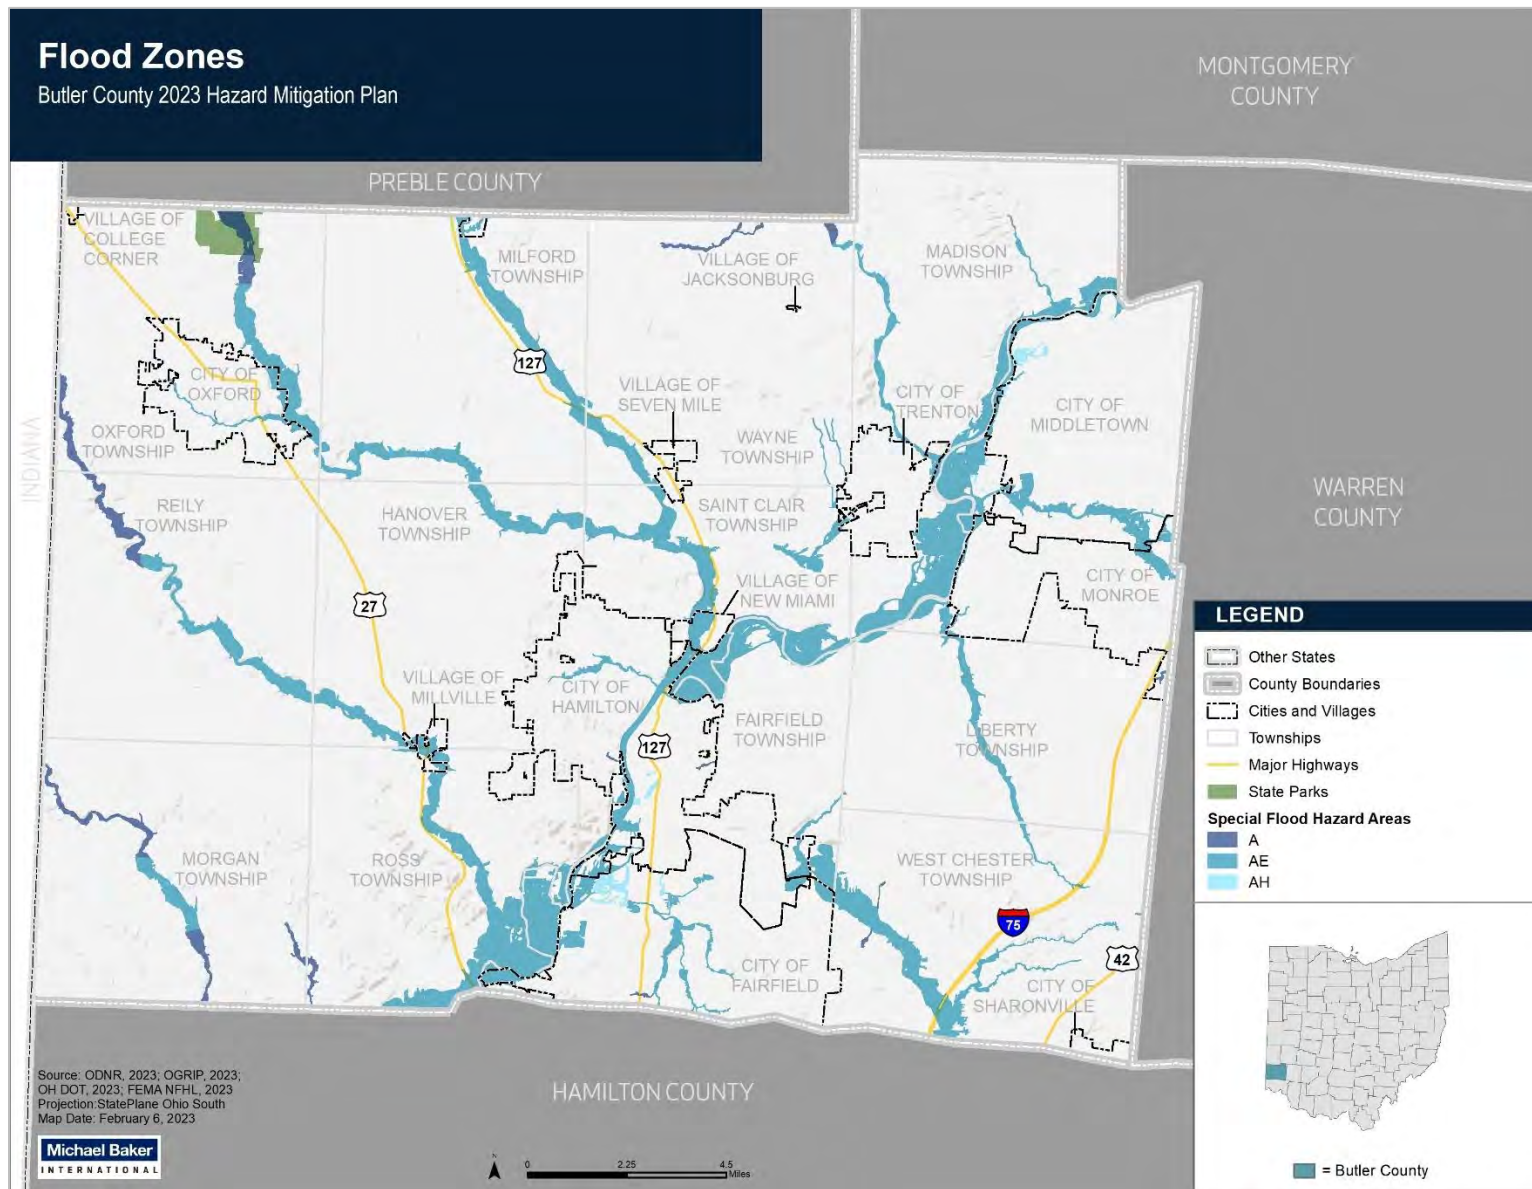 Flood Zones
Butler County 2023 Hazard Mitigation Plan
MONTGOMERY
COUNTY
PREBLE COUNTY
VILLAGE OF
COLLEGE
CORNER
MILFORD
TOWNSHIP
VILLAGE OF
JACKSONBURG
MADISON
TOWNSHIP
127
CITY OF
OXFORD
VILLAGE OF
SEVEN MILE
CITY OF
TRENTON
CITY OF
MIDDLETOWN
OXFORD
TOWNSHIP
WAYNE
TOWNSHIP
INDIANA
WARREN
COUNTY
REILY
TOWNSHIP
HANOVER
TOWNSHIP
SAINT CLAIR
TOWNSHIP
VILLAGE OF
NEW MIAMI
CITY OF
MONROE
27
VILLAGE OF
MILLVILLE
CITY OF
HAMILTON
FAIRFIELD
TOWNSHIP
LIBERTY
TOWNSHIP
127
MORGAN
TOWNSHIP
ROSS
TOWNSHIP
WEST CHESTER
TOWNSHIP
75
42
CITY OF
FAIRFIELD
CITY OF
SHARONVILLE
HAMILTON COUNTY
LEGEND
Other States
County Boundaries
Cities and Villages
Townships
Major Highways
State Parks
Special Flood Hazard Areas
A
AE
AH
= Butler County
Source: ODNR, 2023; OGRIP, 2023;
OH DOT, 2023; FEMA NFHL, 2023
Projection:StatePlane Ohio South
Map Date: February 6, 2023
Michael Baker
INTERNATIONAL
N
0 2.25 4.5
Miles